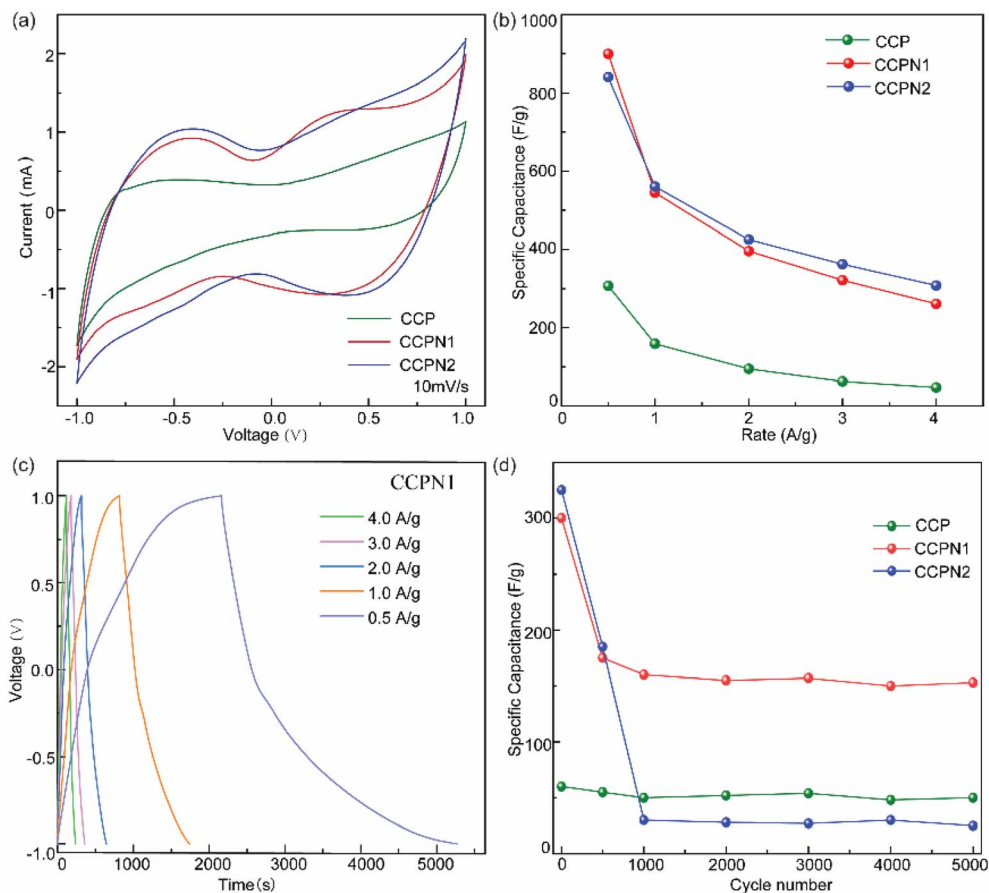 (a)
2
1
0
-1
-2
Current (mA)
CCP
CCPN1
CCPN2
10mV/s
-1.0
-0.5
0.0
0.5
1.0
Voltage (V)
(b)
1000
800
600
400
200
0
Specific Capacitance (F/g)
CCP
CCPN1
CCPN2
0
1
2
3
4
Rate (A/g)
(c)
CCPN1
1.0
0.5
0.0
-0.5
-1.0
Voltage (V)
4.0 A/g
3.0 A/g
2.0 A/g
1.0 A/g
0.5 A/g
0
1000
2000
3000
4000
5000
Time(s)
(d)
300
200
100
0
Specific Capacitance (F/g)
CCP
CCPN1
CCPN2
0
1000
2000
3000
4000
5000
Cycle number